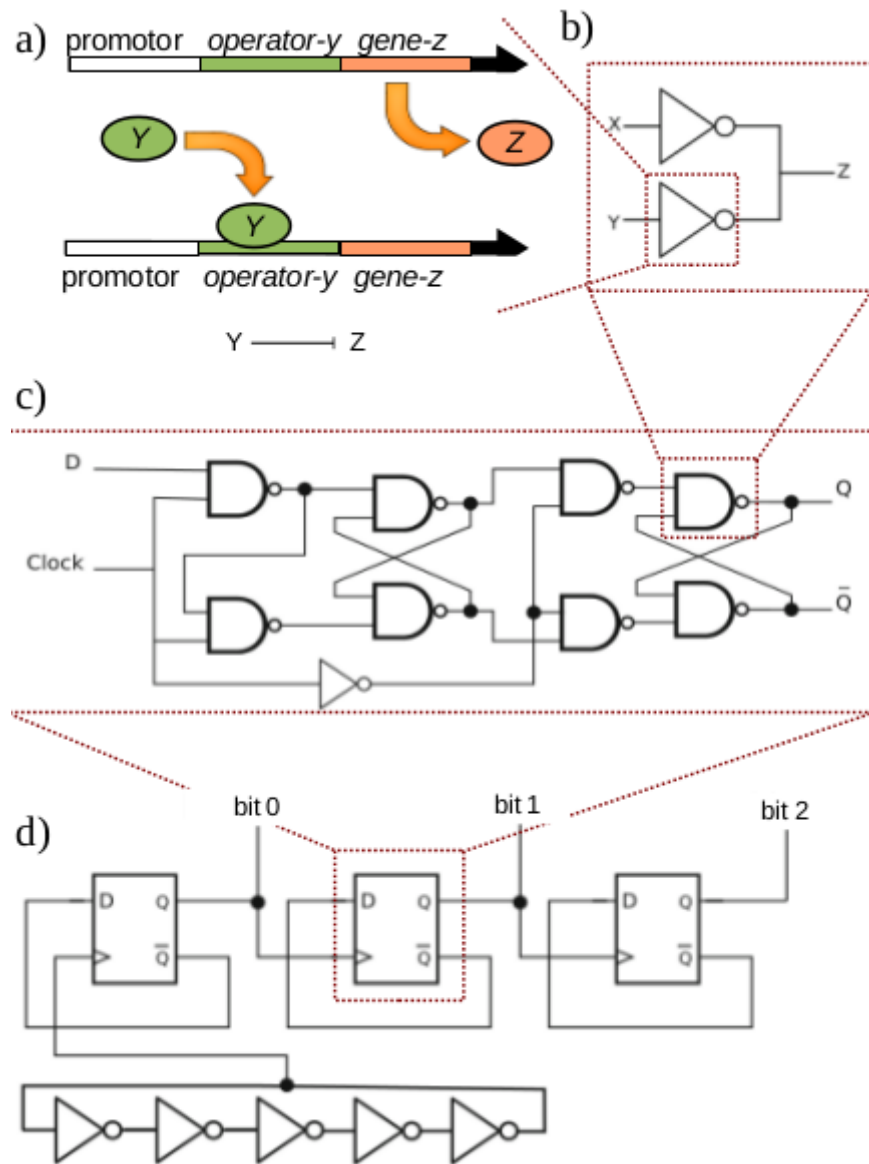 a)
promotor operator-y gene-z
Y
Z
Y
promotor operator-y gene-z
Y Z
b)
X
Z
Y
c)
D
Q
Clock
Q̅
bit 0 bit 1 bit 2
d)
D Q D Q D Q
Q̅ Q̅ Q̅